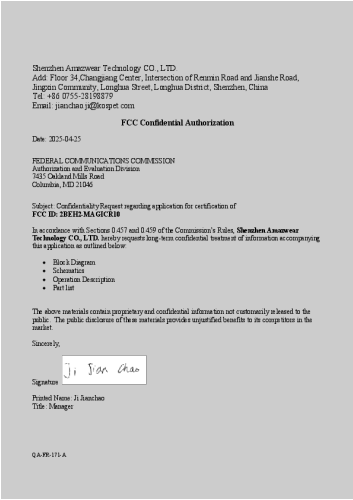 Shenzhen Amazwear Technology CO., LTD.
Add: Floor 34,Changjiang Center, Intersection of Renmin Road and Jianshe Road,
Jingxin Community, Longhua Street, Longhua District, Shenzhen, China
Tel: +86 0755-28198879
Email: jianchao.ji@kospet.com
FCC Confidential Authorization
Date: 2025-04-25
FEDERAL COMMUNICATIONS COMMISSION
Authorization and Evaluation Division
7435 Oakland Mills Road
Columbia, MD 21046
Subject: Confidentiality Request regarding application for certification of
FCC ID: 2BEH2-MAGICR10
In accordance with Sections 0.457 and 0.459 of the Commission's Rules, Shenzhen Amazwear
Technology CO., LTD. hereby requests long-term confidential treatment of information accompanying
this application as outlined below:
• Block Diagram
• Schematics
• Operation Description
• Part list
The above materials contain proprietary and confidential information not customarily released to the
public. The public disclosure of these materials provides unjustified benefits to its competitors in the
market.
Sincerely,
Ji Jian Chao
Signature
Printed Name: Ji Jianchao
Title: Manager
QA-FR-171-A